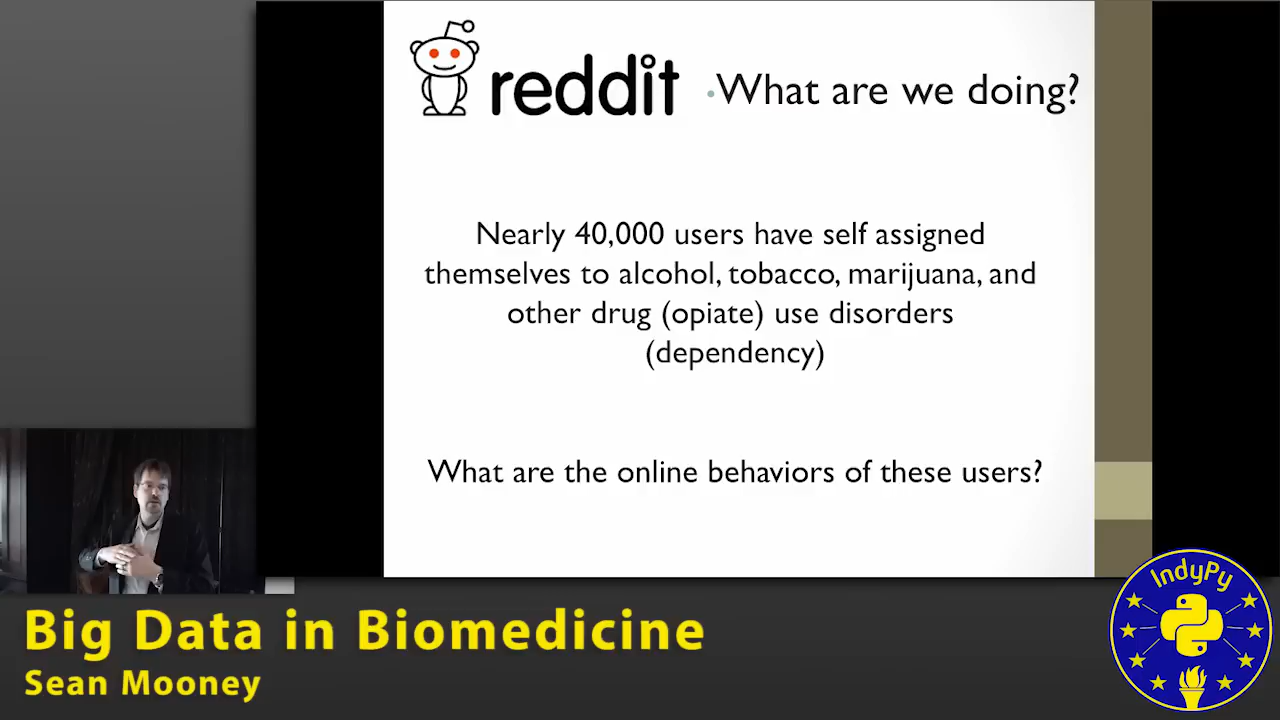 reddit
•What are we doing?
Nearly 40,000 users have self assigned
themselves to alcohol, tobacco, marijuana, and
other drug (opiate) use disorders
(dependency)
What are the online behaviors of these users?
Big Data in Biomedicine
Sean Mooney
IndyPy